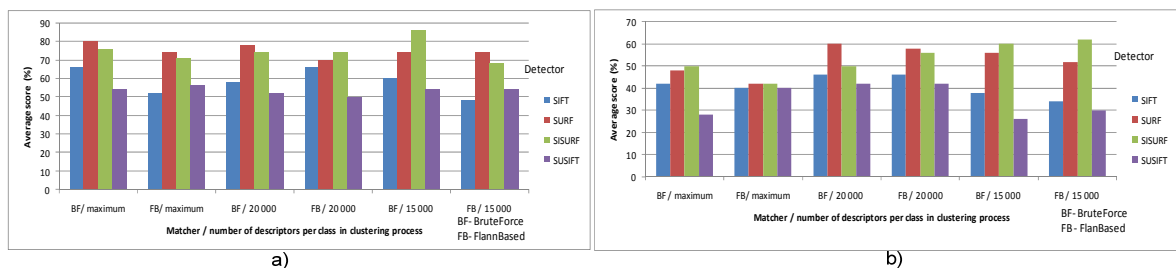 90
80
70
60
50
40
30
20
10
0
Average score (%)
BF/ maximum
FB/ maximum
BF/ 20 000
FB/ 20 000
BF/ 15 000
FB/ 15 000
Matcher / number of descriptors per class in clustering process
BF- BruteForce
FB- FlannBased
Detector
SIFT
SURF
SISURF
SUSIFT
a)
70
60
50
40
30
20
10
0
Average score (%)
BF/ maximum
FB/ maximum
BF/ 20 000
FB/ 20 000
BF/ 15 000
FB/ 15 000
Matcher / number of descriptors per class in clustering process
BF- BruteForce
FB - FlanBased
Detector
SIFT
SURF
SISURF
SUSIFT
b)